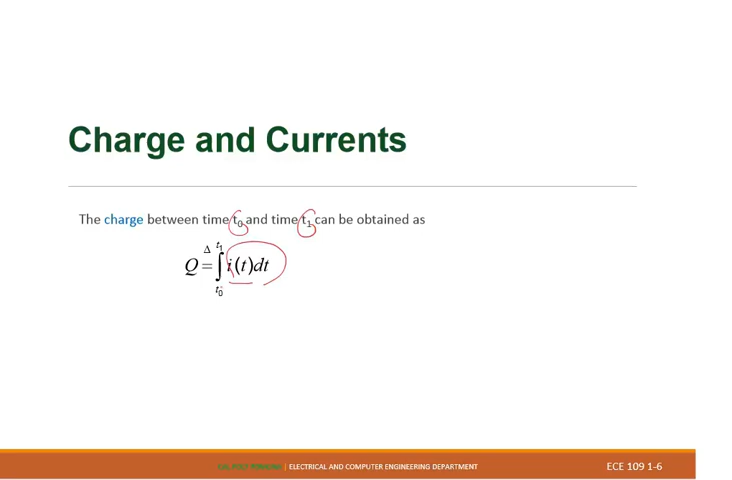 Charge and Currents
The charge between time t₀ and time t₁ can be obtained as
Q ≜ ∫_{t₀}^{t₁} i(t)dt
CAL POLY POMONA | ELECTRICAL AND COMPUTER ENGINEERING DEPARTMENT
ECE 109 1-6